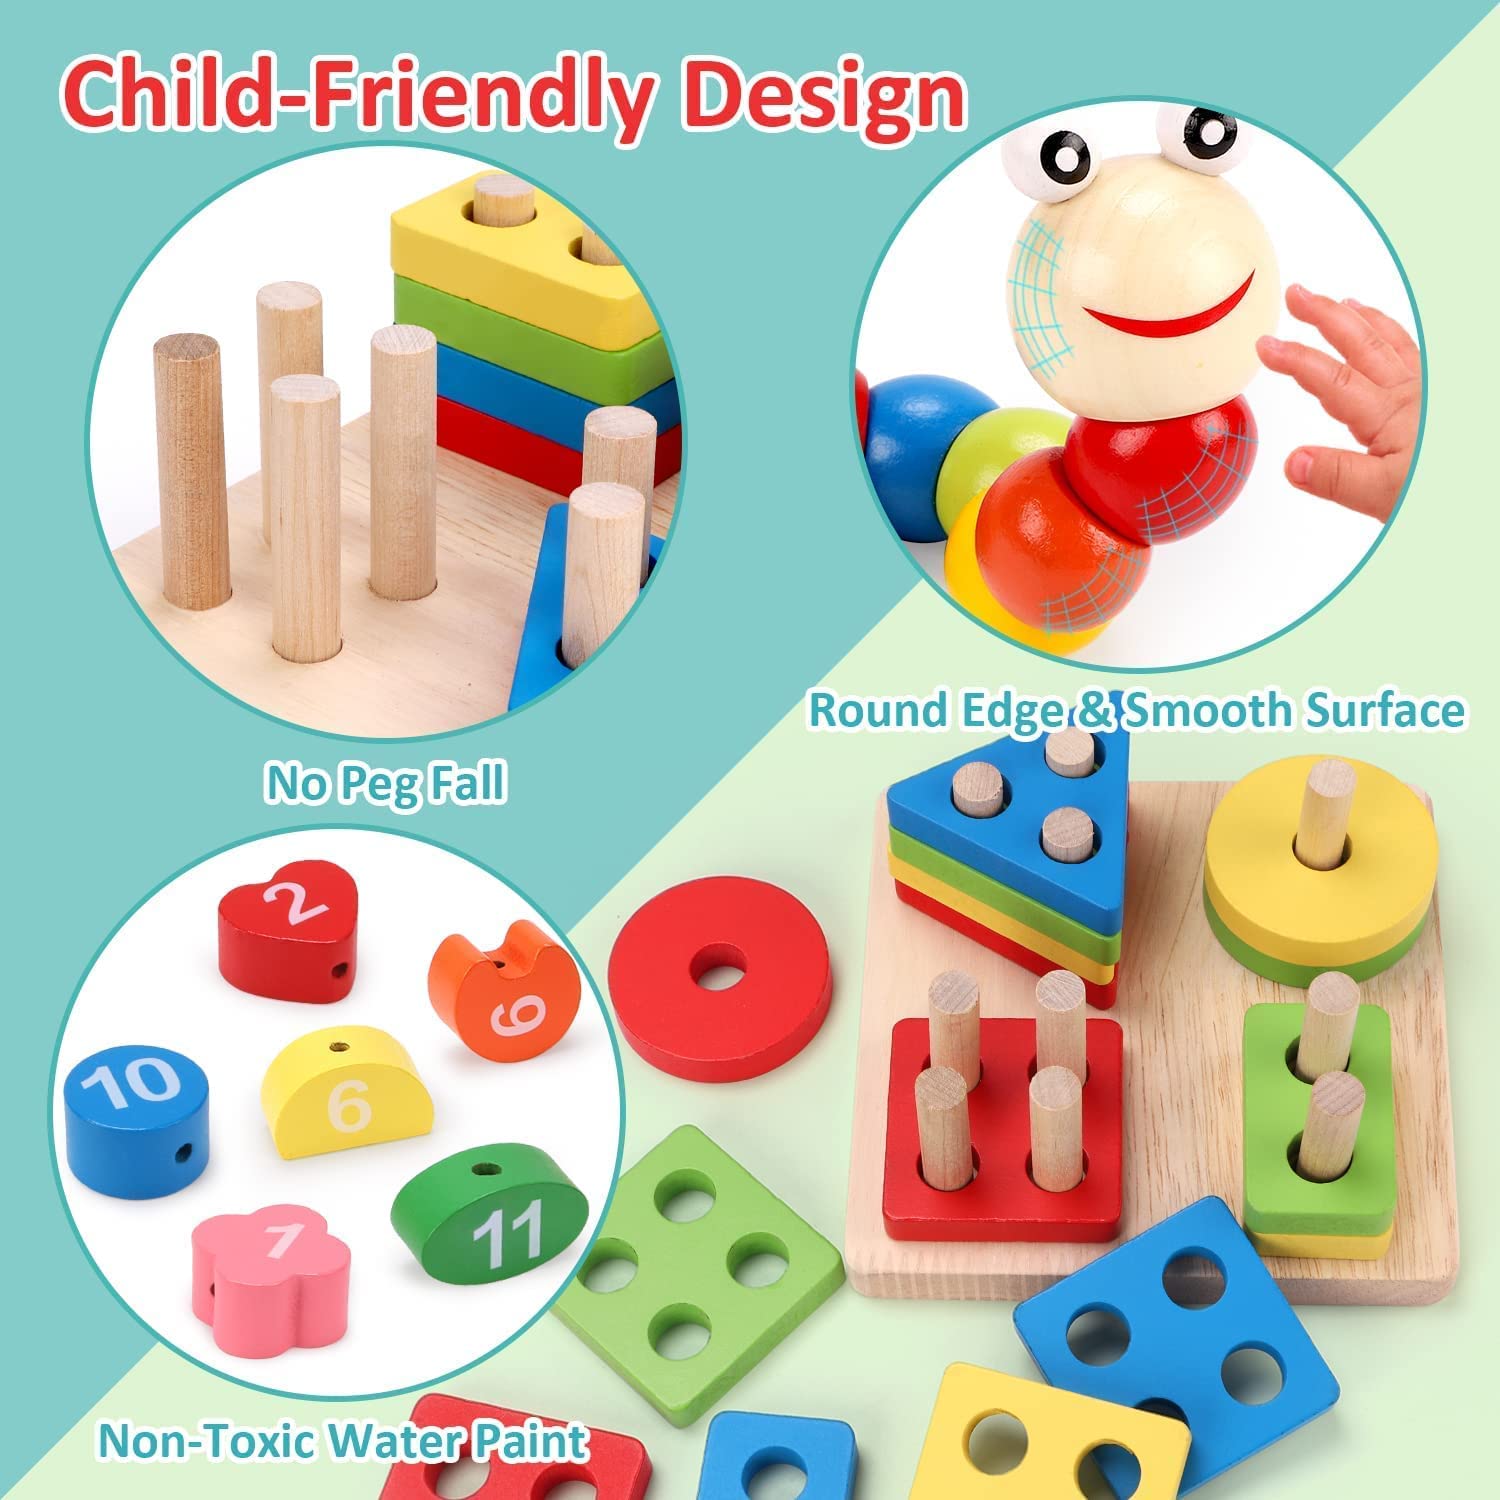 Child-Friendly Design
No Peg Fall
Round Edge & Smooth Surface
2
9
10
6
1
11
Non-Toxic Water Paint